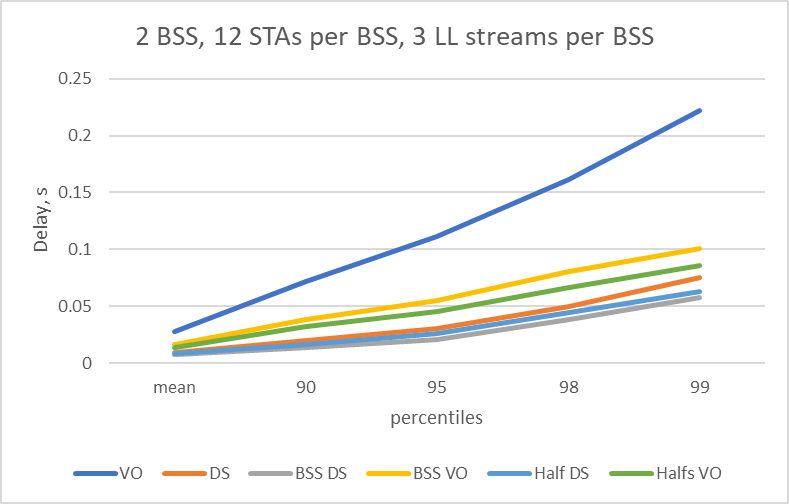 2 BSS, 12 STAs per BSS, 3 LL streams per BSS
0.25
0.2
0.15
0.1
0.05
0
Delay, s
mean 90 95 98 99
percentiles
VO DS BSS DS BSS VO Half DS Halfs VO